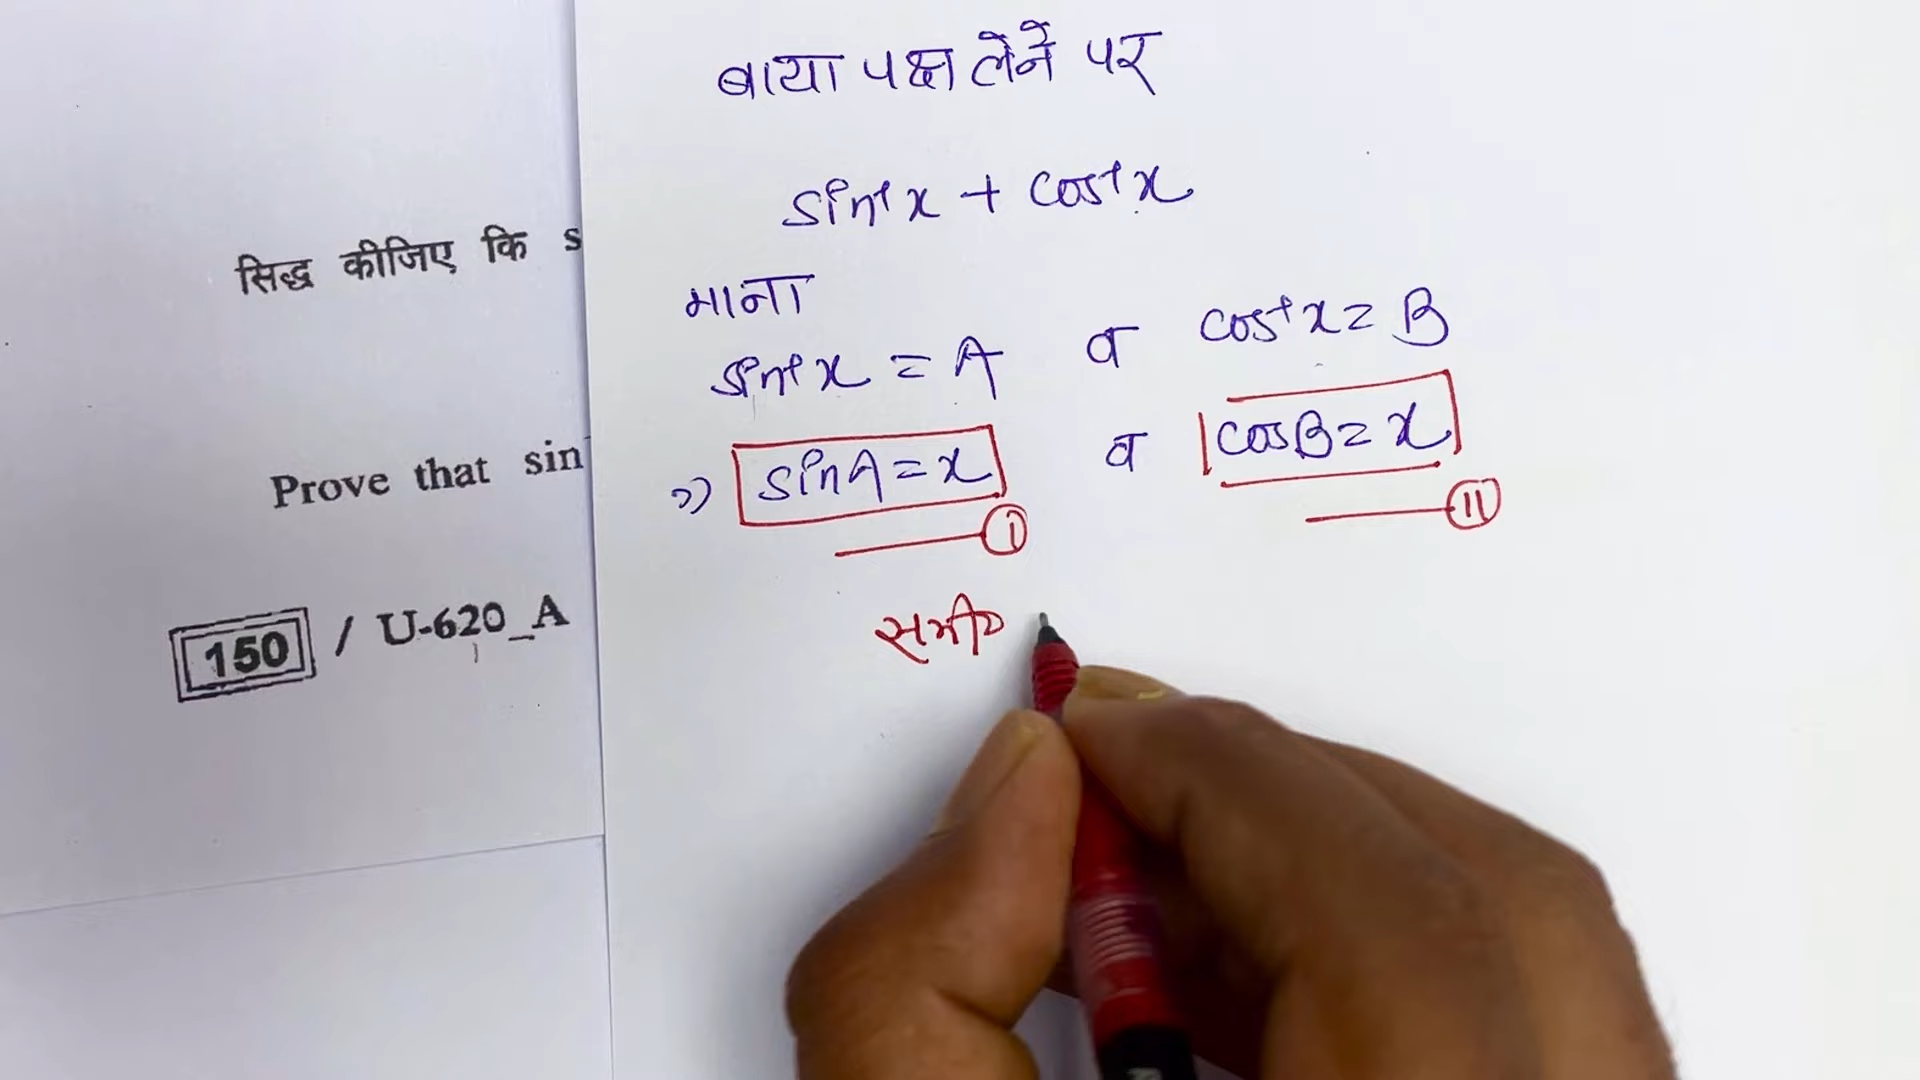 सिद्ध कीजिए कि s
Prove that sin
150 / U-620_A
बाया पक्ष लेने पर
sin⁻¹x + cos⁻¹x
माना
sin⁻¹x = A व cos⁻¹x = B
⇒ sinA = x व cosB = x
(i) (ii)
समी०